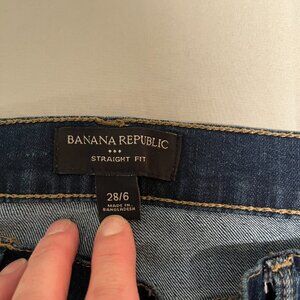 BANANA REPUBLIC
STRAIGHT FIT
28/6
MADE IN
BANGLADESH